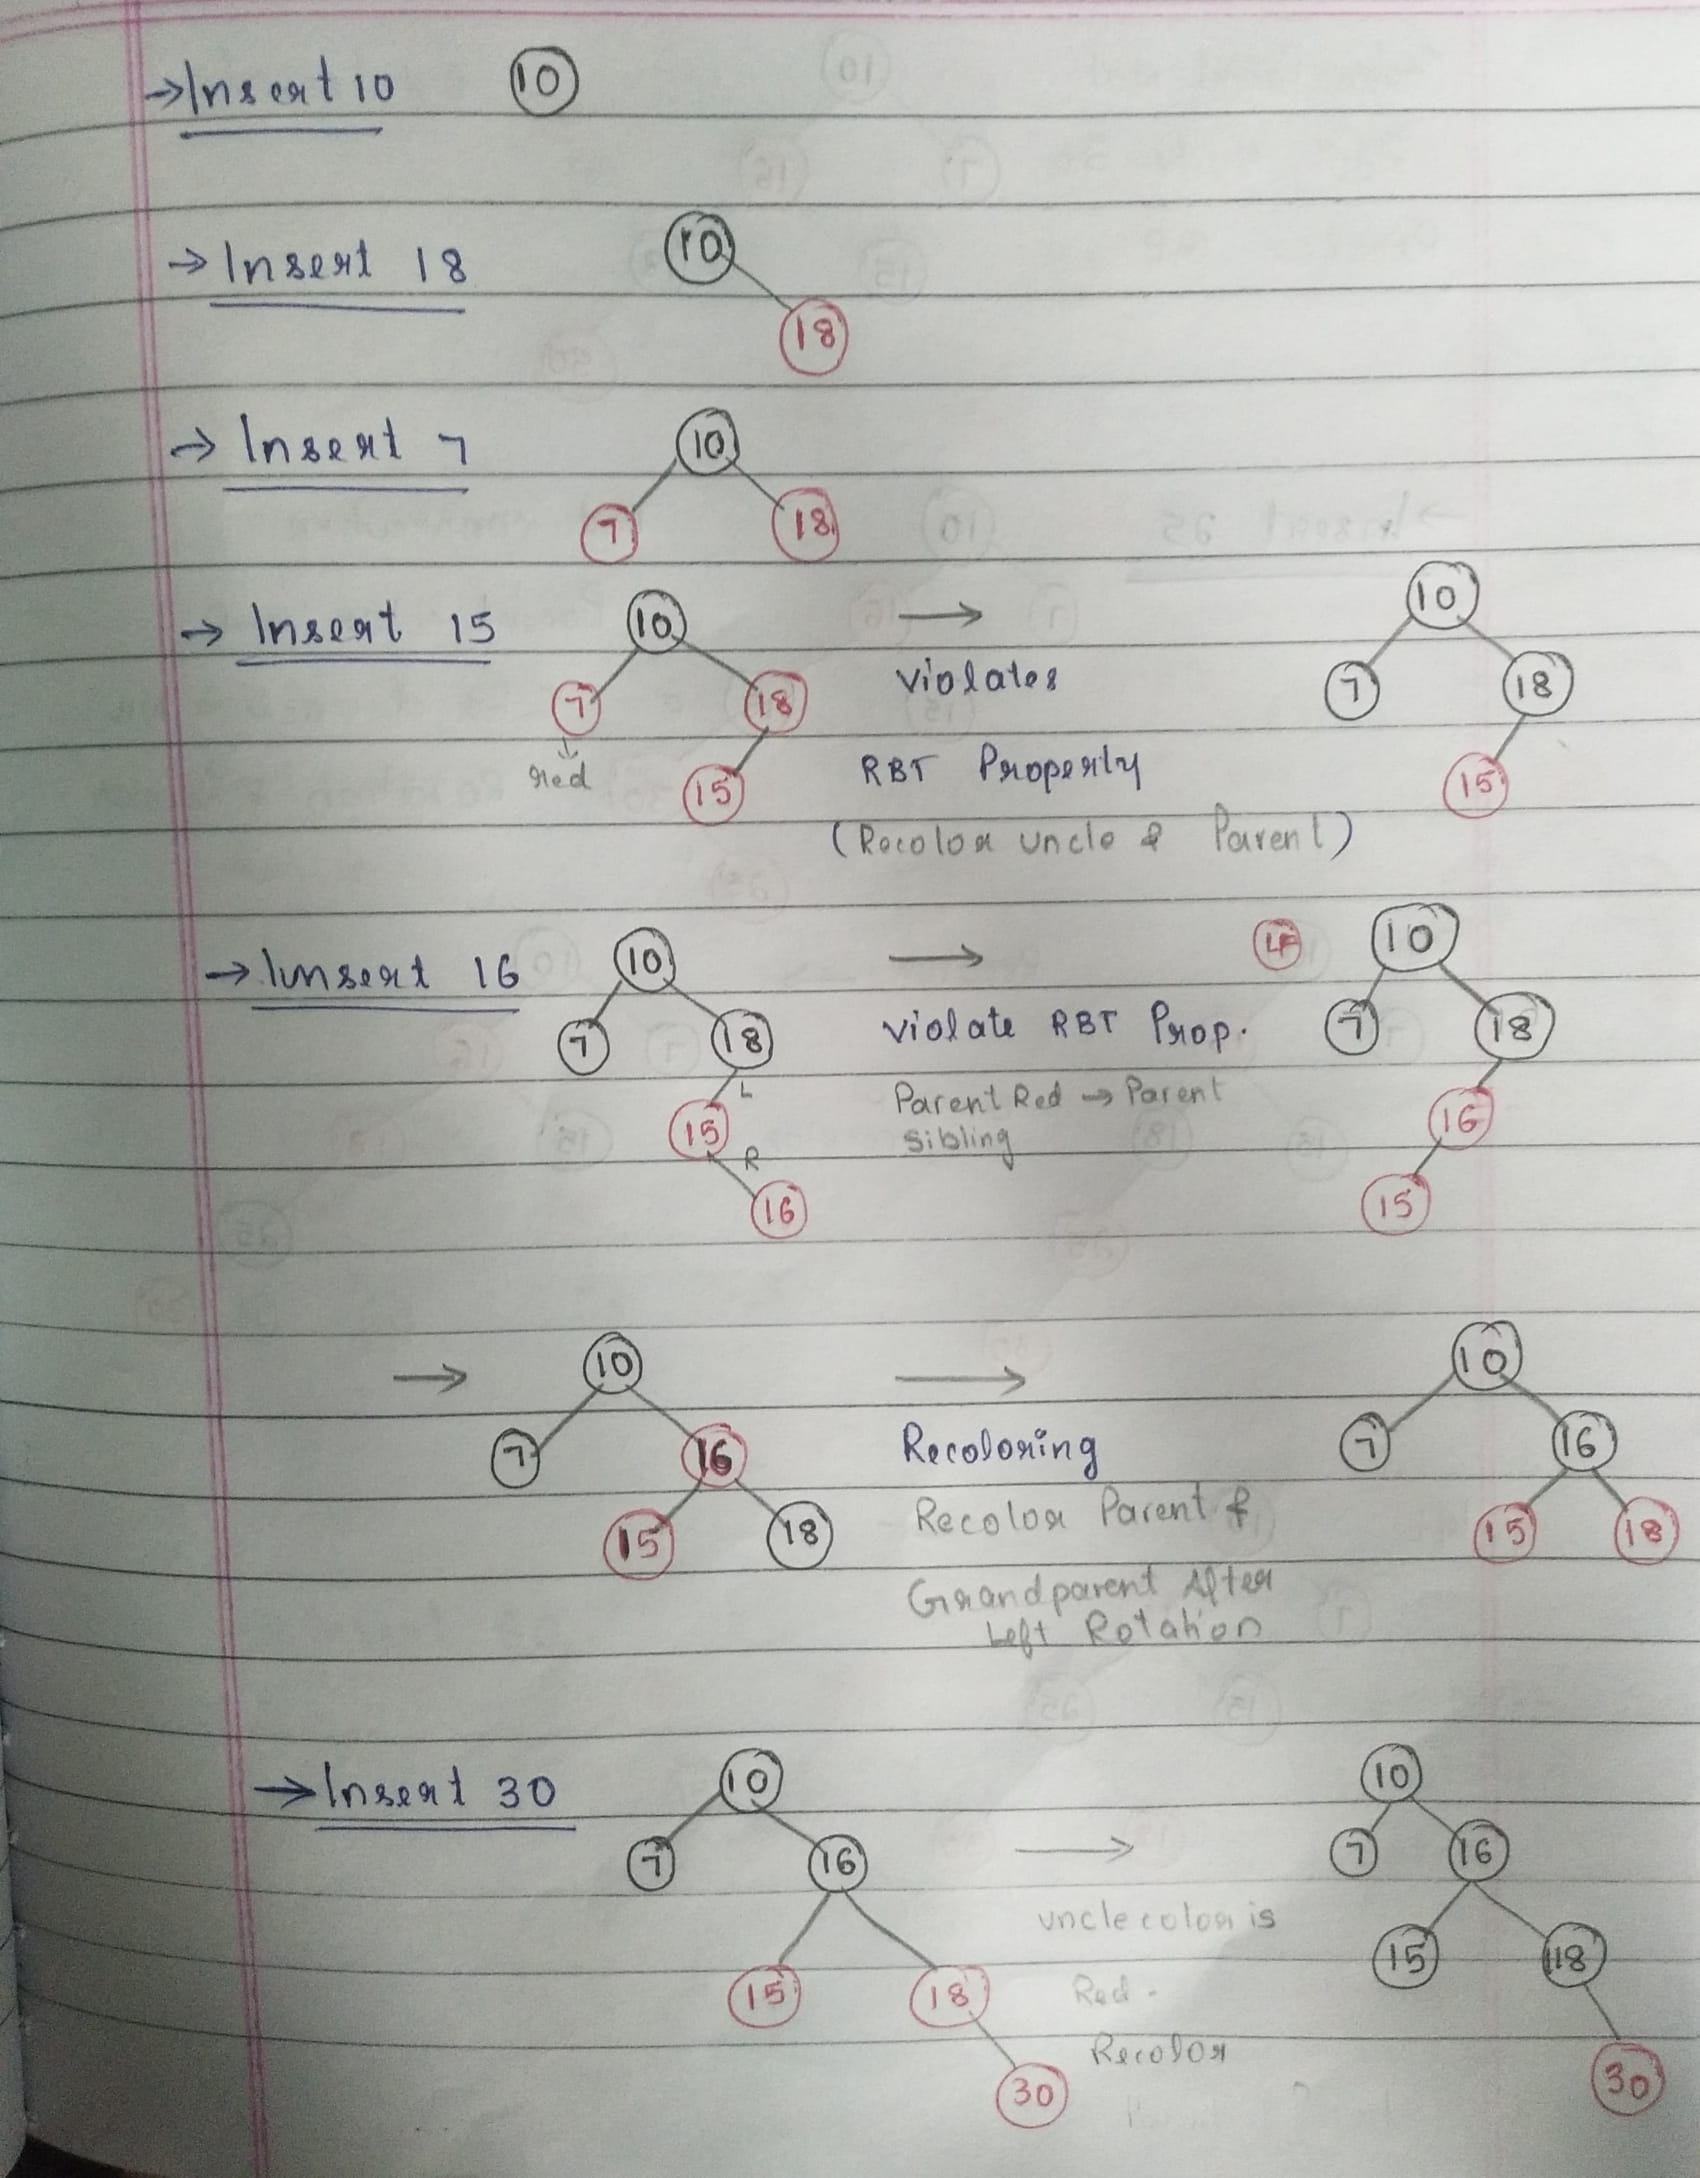 → Insert 10 10
→ Insert 18 10
18
→ Insert 7 10
7 18
→ Insert 15 10 → 10
7 18 violates 7 18
red 15 RBT Property 15
(Recolor uncle & Parent)
→ Iunsert 16 10 → 10
7 18 violate RBT Prop. 7 18
L
15 Parent Red → Parent 16
R sibling
16 15
→ 10 → 10
7 16 Recoloring 7 16
15 18 Recolor Parent & 15 18
Grandparent After
Left Rotation
→ Insert 30 10 → 10
7 16 7 16
uncle color is
15 18 Red. 15 18
30 Recolor 30